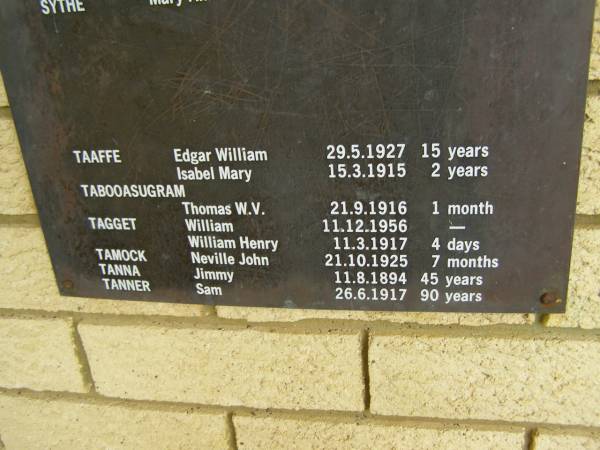 SYTHE Mary
TAAFFE Edgar William 29.5.1927 15 years
Isabel Mary 15.3.1915 2 years
TABOOASUGRAM
Thomas W.V. 21.9.1916 1 month
TAGGET William 11.12.1956 —
William Henry 11.3.1917 4 days
TAMOCK Neville John 21.10.1925 7 months
TANNA Jimmy 11.8.1894 45 years
TANNER Sam 26.6.1917 90 years